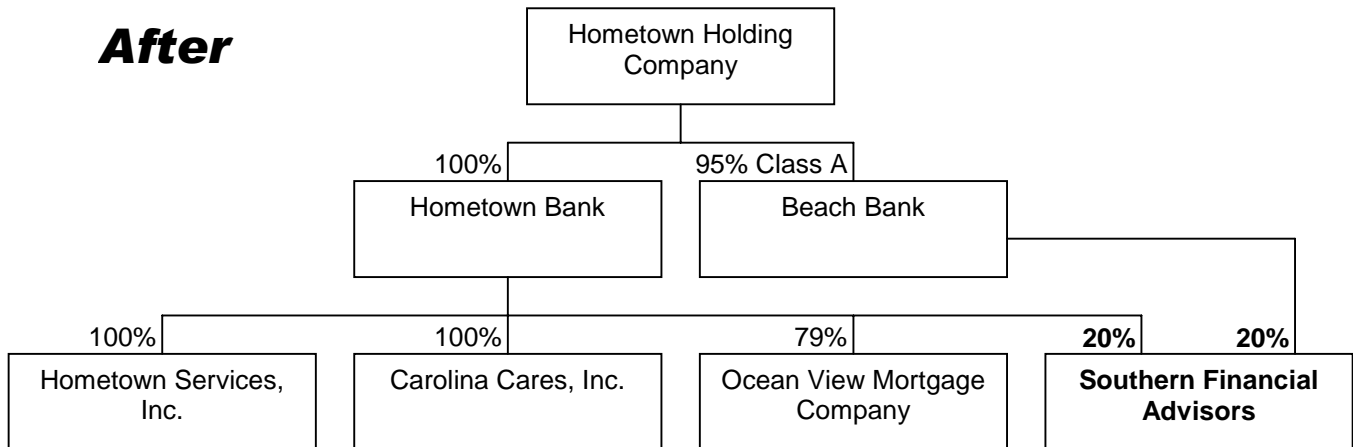 After
Hometown Holding
Company
100%
95% Class A
Hometown Bank
Beach Bank
100%
100%
79%
20%
20%
Hometown Services,
Inc.
Carolina Cares, Inc.
Ocean View Mortgage
Company
Southern Financial
Advisors